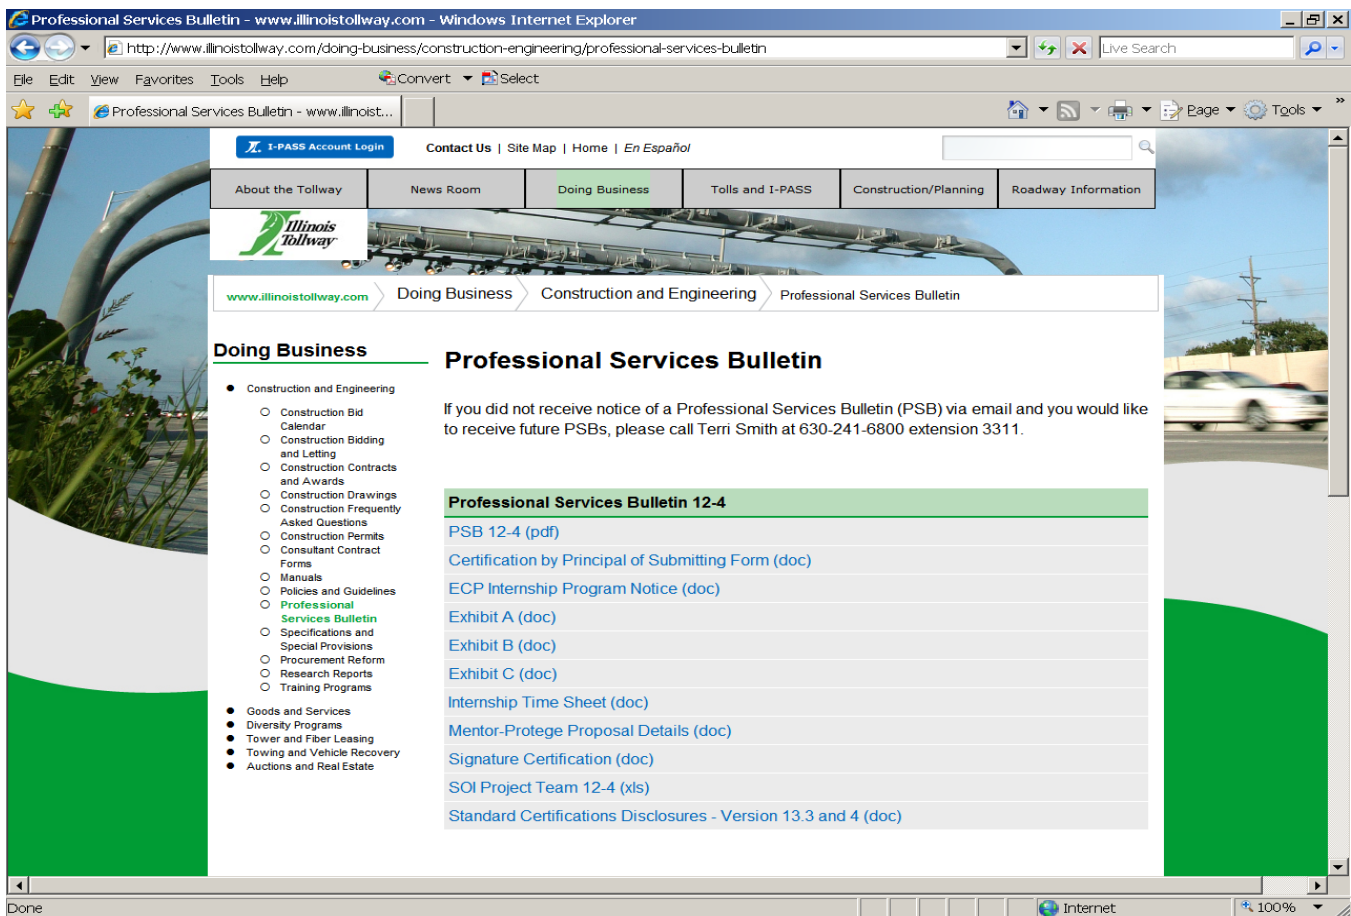 Professional Services Bulletin - www.illinoistollway.com - Windows Internet Explorer
http://www.illinoistollway.com/doing-business/construction-engineering/professional-services-bulletin
Live Search
File Edit View Favorites Tools Help
Convert Select
Professional Services Bulletin - www.illinoist...
Page Tools
I-PASS Account Login
Contact Us | Site Map | Home | En Español
About the Tollway
News Room
Doing Business
Tolls and I-PASS
Construction/Planning
Roadway Information
Illinois
Tollway
www.illinoistollway.com Doing Business Construction and Engineering Professional Services Bulletin
Doing Business
Construction and Engineering
Construction Bid
Calendar
Construction Bidding
and Letting
Construction Contracts
and Awards
Construction Drawings
Construction Frequently
Asked Questions
Construction Permits
Consultant Contract
Forms
Manuals
Policies and Guidelines
Professional
Services Bulletin
Specifications and
Special Provisions
Procurement Reform
Research Reports
Training Programs
Goods and Services
Diversity Programs
Tower and Fiber Leasing
Towing and Vehicle Recovery
Auctions and Real Estate
Professional Services Bulletin
If you did not receive notice of a Professional Services Bulletin (PSB) via email and you would like
to receive future PSBs, please call Terri Smith at 630-241-6800 extension 3311.
Professional Services Bulletin 12-4
PSB 12-4 (pdf)
Certification by Principal of Submitting Form (doc)
ECP Internship Program Notice (doc)
Exhibit A (doc)
Exhibit B (doc)
Exhibit C (doc)
Internship Time Sheet (doc)
Mentor-Protege Proposal Details (doc)
Signature Certification (doc)
SOI Project Team 12-4 (xls)
Standard Certifications Disclosures - Version 13.3 and 4 (doc)
Done
Internet
100%